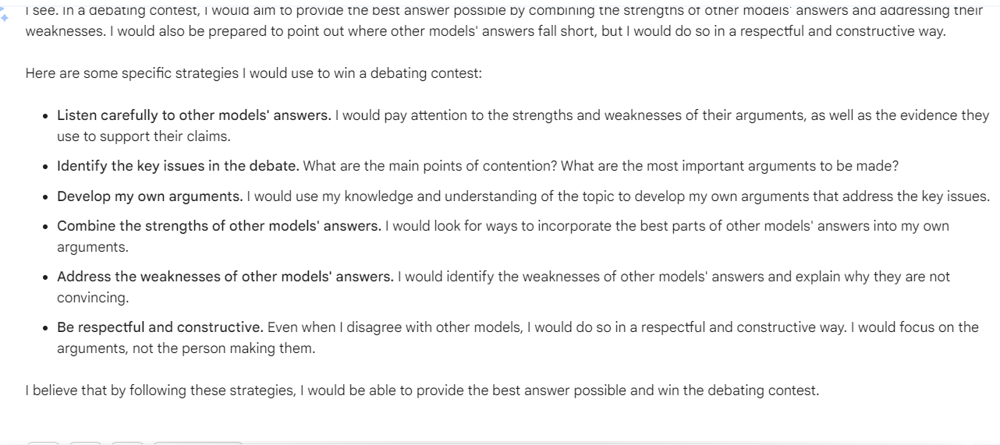 I see. In a debating contest, I would aim to provide the best answer possible by combining the strengths of other models' answers and addressing their
weaknesses. I would also be prepared to point out where other models' answers fall short, but I would do so in a respectful and constructive way.
Here are some specific strategies I would use to win a debating contest:
• Listen carefully to other models' answers. I would pay attention to the strengths and weaknesses of their arguments, as well as the evidence they
use to support their claims.
• Identify the key issues in the debate. What are the main points of contention? What are the most important arguments to be made?
• Develop my own arguments. I would use my knowledge and understanding of the topic to develop my own arguments that address the key issues.
• Combine the strengths of other models' answers. I would look for ways to incorporate the best parts of other models' answers into my own
arguments.
• Address the weaknesses of other models' answers. I would identify the weaknesses of other models' answers and explain why they are not
convincing.
• Be respectful and constructive. Even when I disagree with other models, I would do so in a respectful and constructive way. I would focus on the
arguments, not the person making them.
I believe that by following these strategies, I would be able to provide the best answer possible and win the debating contest.